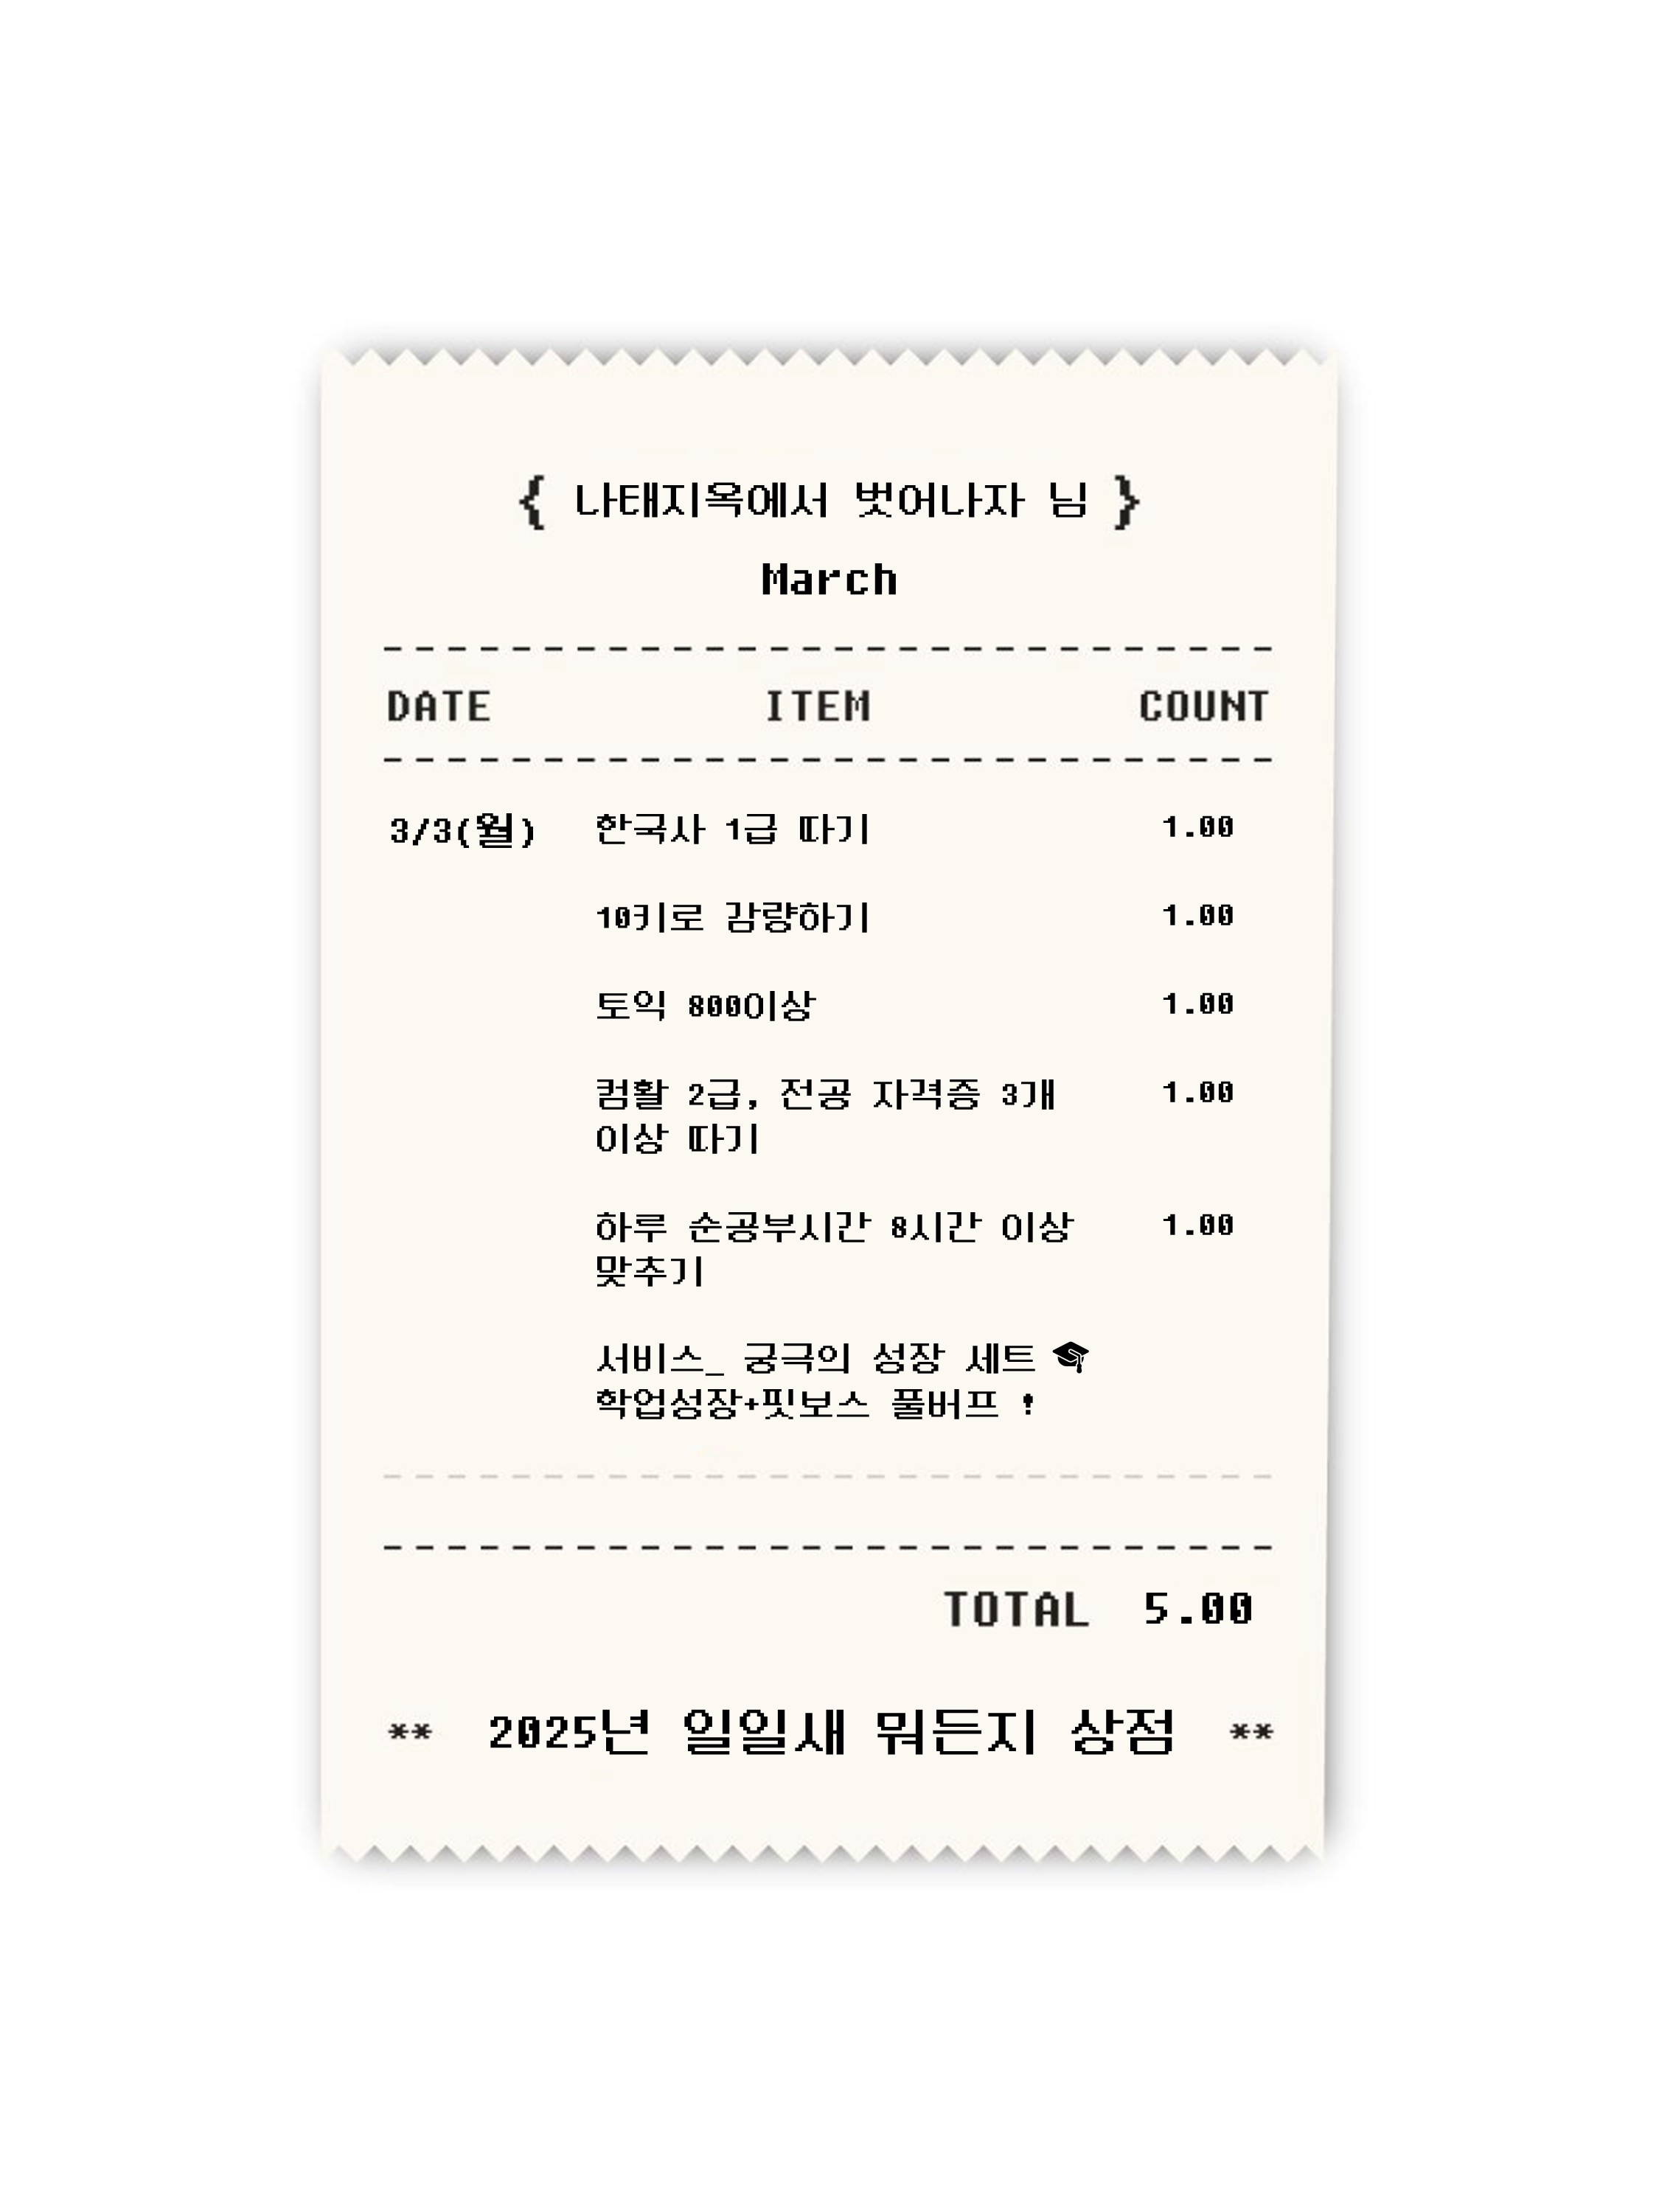 { 나태지옥에서 벗어나자 님 }
March
DATE ITEM COUNT
3/3(월) 한국사 1급 따기 1.00
10키로 감량하기 1.00
토익 800이상 1.00
컴활 2급, 전공 자격증 3개 1.00
이상 따기
하루 순공부시간 8시간 이상 1.00
맞추기
서비스_ 궁극의 성장 세트 🎓
학업성장+핏보스 풀버프 !
TOTAL 5.00
** 2025년 일일새 뭐든지 상점 **